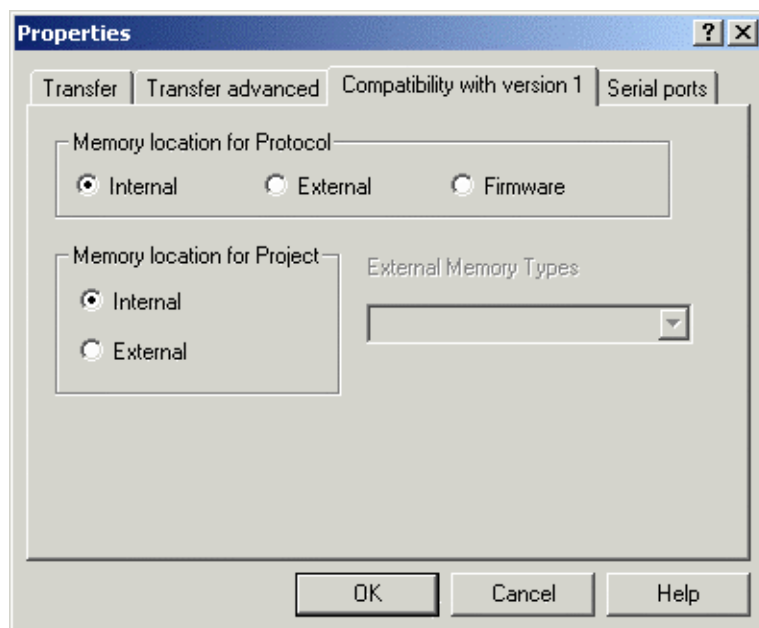 Properties
Transfer Transfer advanced Compatibility with version 1 Serial ports
Memory location for Protocol
Internal External Firmware
Memory location for Project External Memory Types
Internal
External
OK Cancel Help